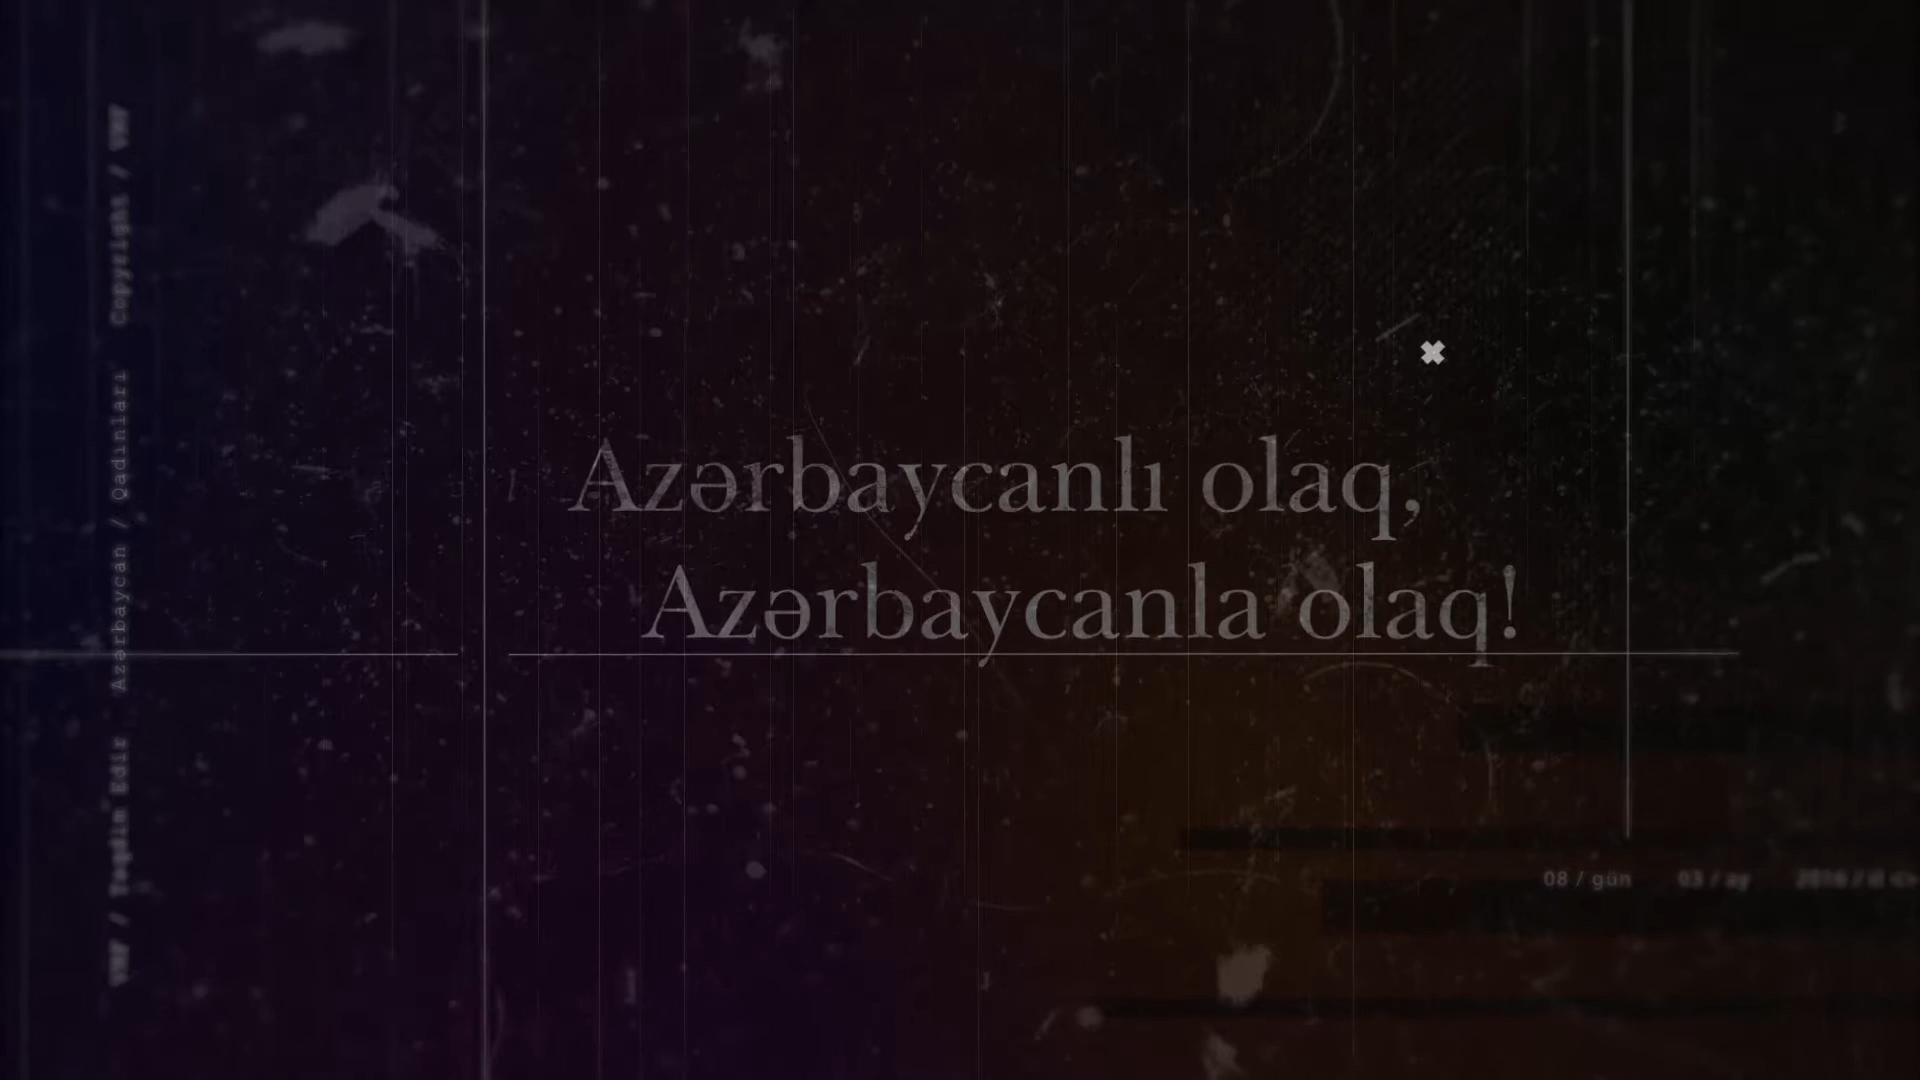 Azərbaycanlı olaq,
Azərbaycanla olaq!
VMF / Təqdim Edir Azərbaycan / Qadınları Copyright / VMF
08 / gün 03 / ay